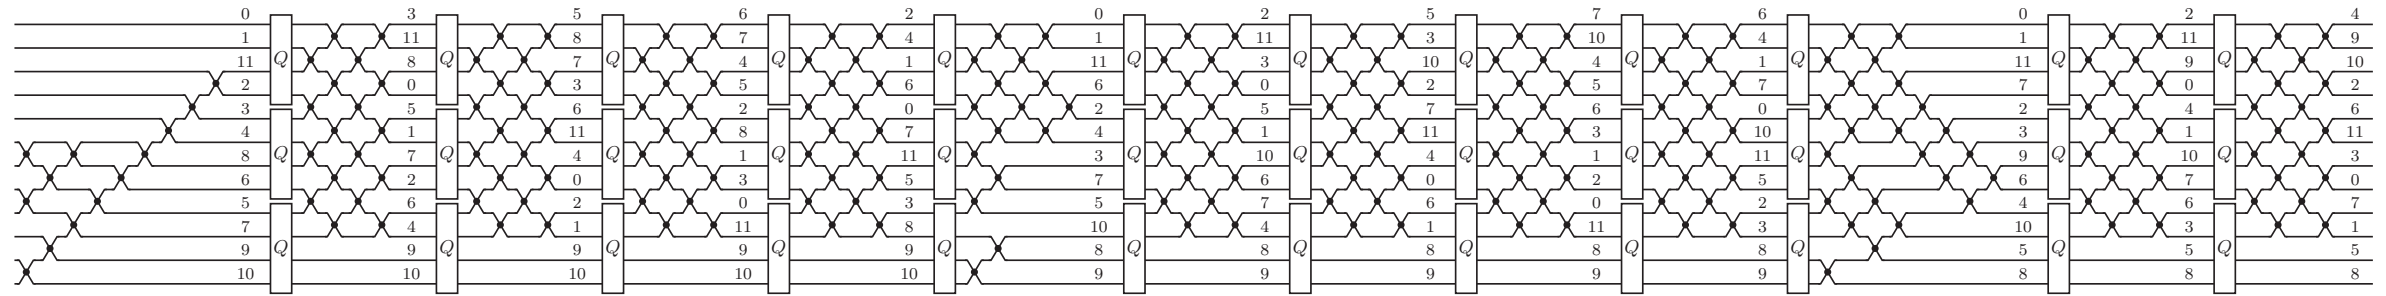 0 3 5 6 2 0 2 5 7 6 0 2 4
1 11 8 7 4 1 11 3 10 4 1 11 9
11 8 7 4 1 11 3 10 4 1 11 9 10
Q Q Q Q Q Q Q Q Q Q Q Q
2 0 3 5 6 6 0 2 5 7 7 0 2
3 5 6 2 0 2 5 7 6 0 2 4 6
4 1 11 8 7 4 1 11 3 10 3 1 11
8 7 4 1 11 3 10 4 1 11 9 10 3
Q Q Q Q Q Q Q Q Q Q Q Q
6 2 0 3 5 7 6 0 2 5 6 7 0
5 6 2 0 3 5 7 6 0 2 4 6 7
7 4 1 11 8 10 4 1 11 3 10 3 1
9 9 9 9 9 8 8 8 8 8 5 5 5
Q Q Q Q Q Q Q Q Q Q Q Q
10 10 10 10 10 9 9 9 9 9 8 8 8